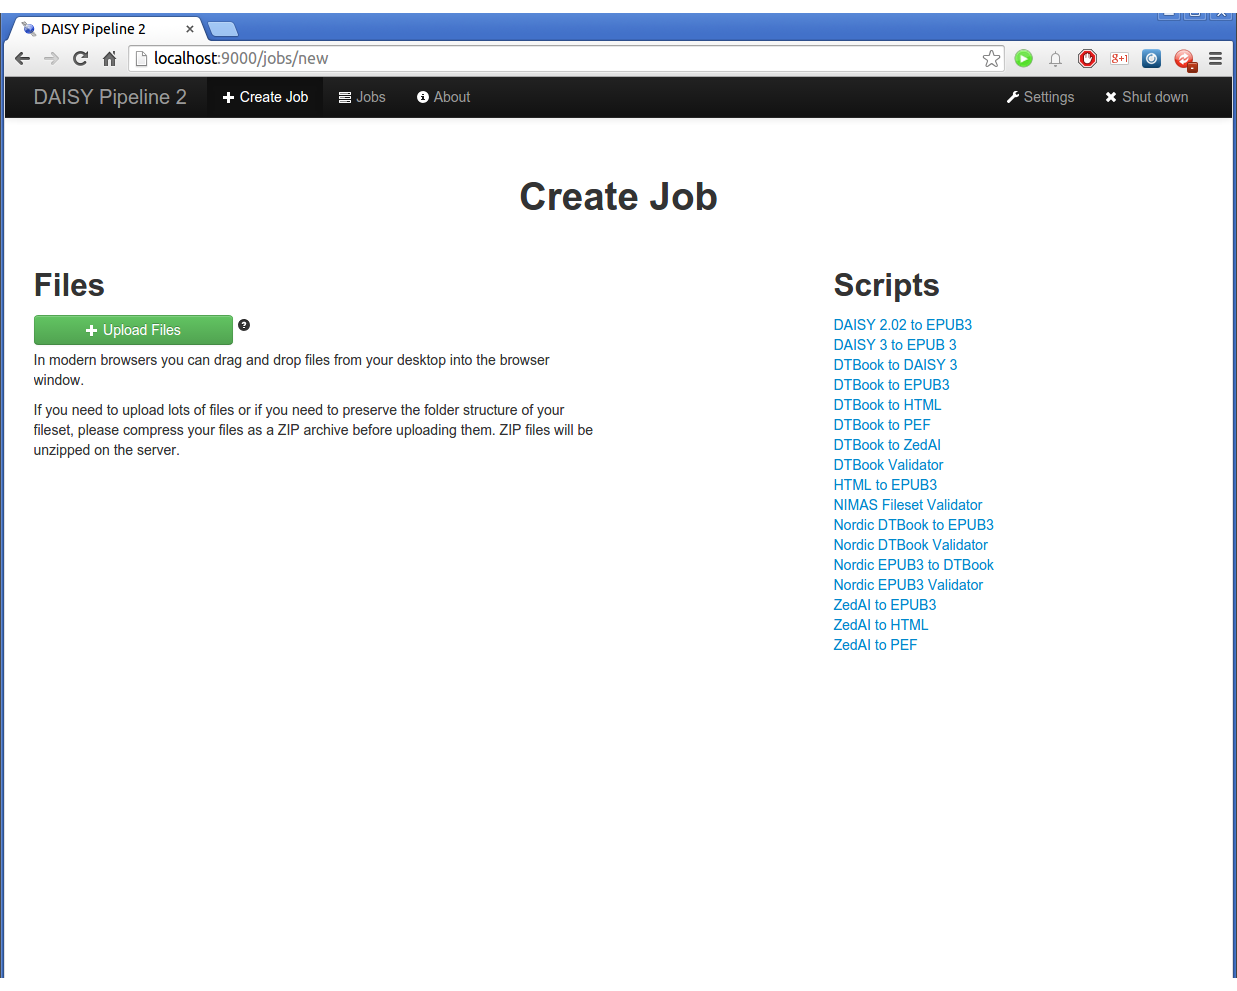 DAISY Pipeline 2
localhost:9000/jobs/new
8+1
DAISY Pipeline 2 Create Job Jobs About Settings Shut down
Create Job
Files
Upload Files
In modern browsers you can drag and drop files from your desktop into the browser
window.
If you need to upload lots of files or if you need to preserve the folder structure of your
fileset, please compress your files as a ZIP archive before uploading them. ZIP files will be
unzipped on the server.
Scripts
DAISY 2.02 to EPUB3
DAISY 3 to EPUB 3
DTBook to DAISY 3
DTBook to EPUB3
DTBook to HTML
DTBook to PEF
DTBook to ZedAI
DTBook Validator
HTML to EPUB3
NIMAS Fileset Validator
Nordic DTBook to EPUB3
Nordic DTBook Validator
Nordic EPUB3 to DTBook
Nordic EPUB3 Validator
ZedAI to EPUB3
ZedAI to HTML
ZedAI to PEF